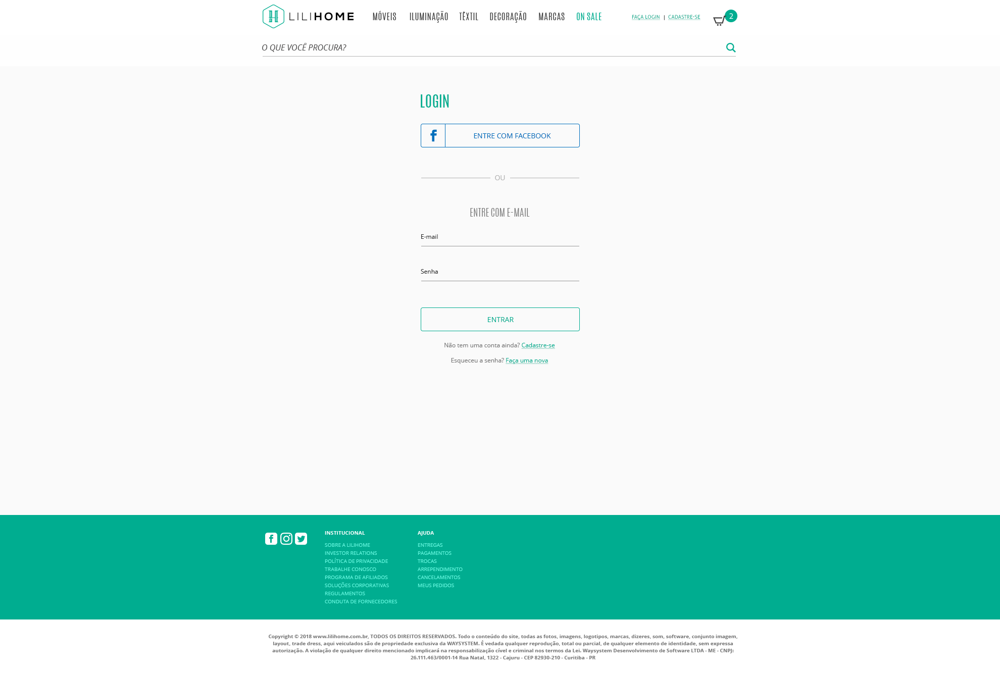 LILIHOME
MÓVEIS ILUMINAÇÃO TÊXTIL DECORAÇÃO MARCAS ON SALE
FAÇA LOGIN | CADASTRE-SE
2
O QUE VOCÊ PROCURA?
LOGIN
f ENTRE COM FACEBOOK
OU
ENTRE COM E-MAIL
E-mail
Senha
ENTRAR
Não tem uma conta ainda? Cadastre-se
Esqueceu a senha? Faça uma nova
INSTITUCIONAL
SOBRE A LILIHOME
INVESTOR RELATIONS
POLÍTICA DE PRIVACIDADE
TRABALHE CONOSCO
PROGRAMA DE AFILIADOS
SOLUÇÕES CORPORATIVAS
REGULAMENTOS
CONDUTA DE FORNECEDORES
AJUDA
ENTREGAS
PAGAMENTOS
TROCAS
ARREPENDIMENTO
CANCELAMENTOS
MEUS PEDIDOS
Copyright © 2018 www.lilihome.com.br, TODOS OS DIREITOS RESERVADOS. Todo o conteúdo do site, todas as fotos, imagens, logotipos, marcas, dizeres, som, software, conjunto imagem,
layout, trade dress, aqui veiculados são de propriedade exclusiva da WAYSYSTEM. É vedada qualquer reprodução, total ou parcial, de qualquer elemento de identidade, sem expressa
autorização. A violação de qualquer direito mencionado implicará na responsabilização cível e criminal nos termos da Lei. Waysystem Desenvolvimento de Software LTDA - ME - CNPJ:
26.111.463/0001-14 Rua Natal, 1322 - Cajuru - CEP 82930-210 - Curitiba - PR